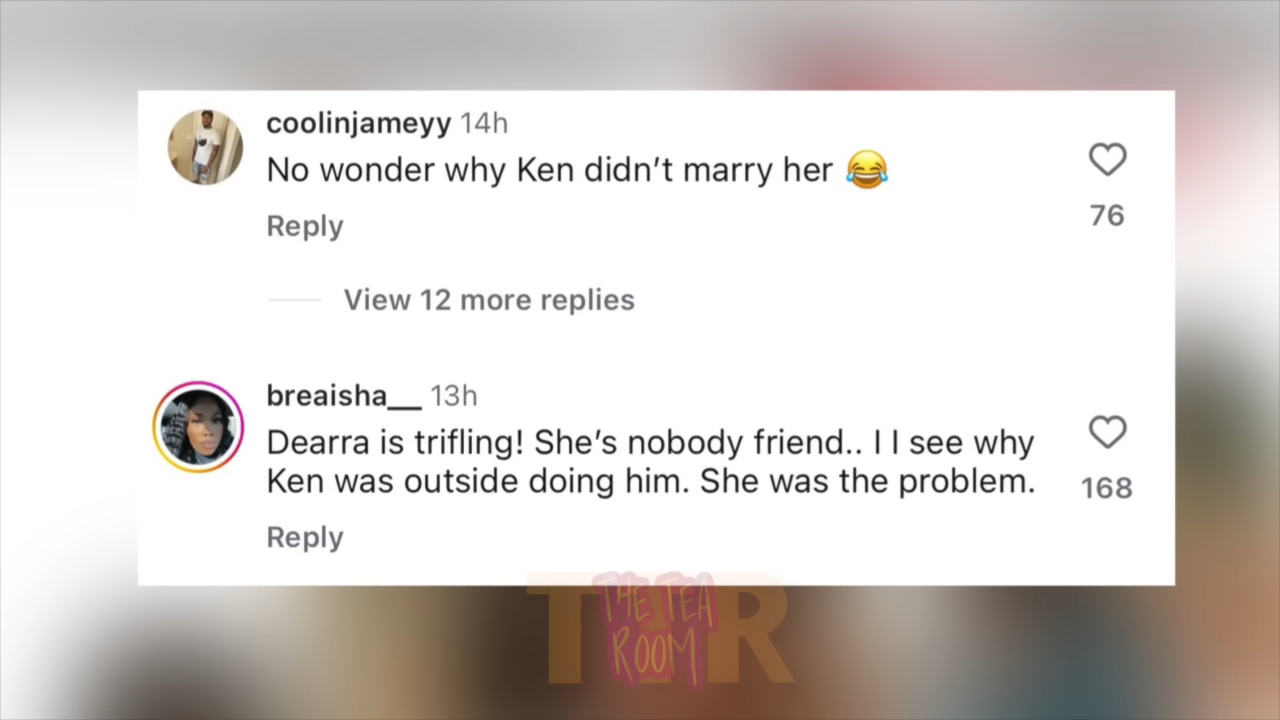 coolinjameyy 14h
No wonder why Ken didn't marry her 😂
76
Reply
View 12 more replies
breaisha__ 13h
Dearra is trifling! She's nobody friend.. I I see why
Ken was outside doing him. She was the problem.
168
Reply
THE TEA
ROOM
T R